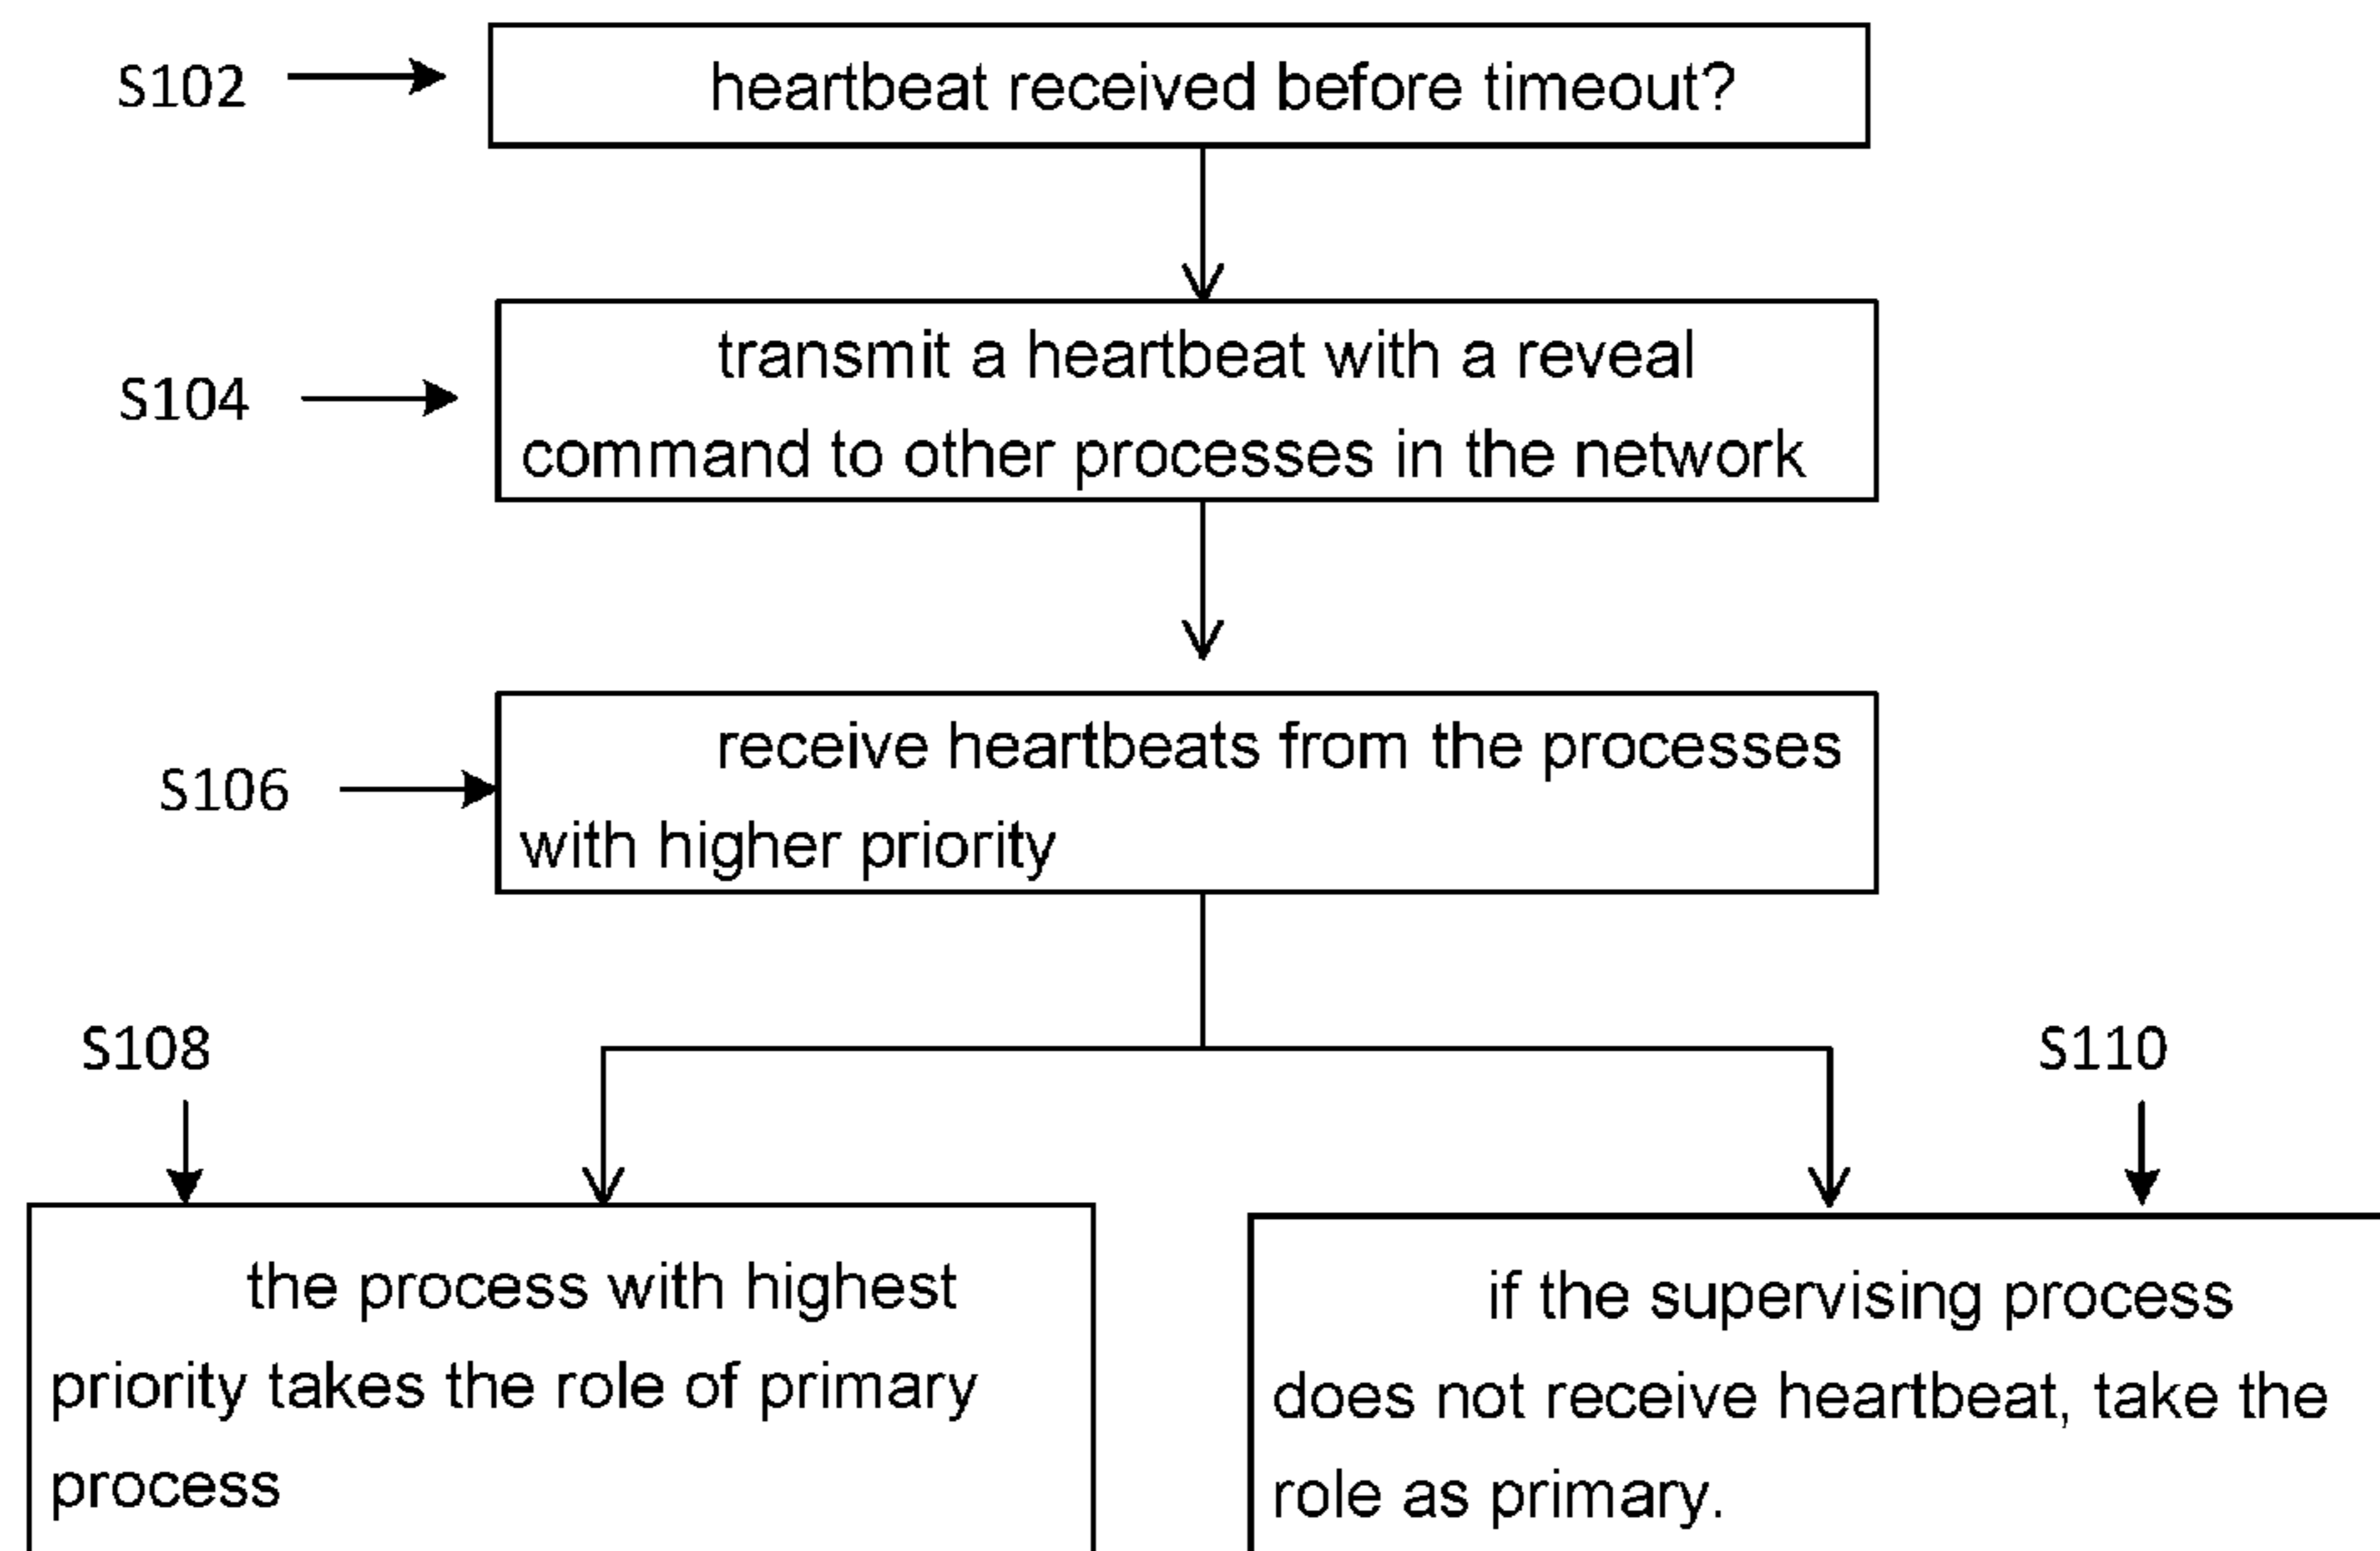 S102
heartbeat received before timeout?
S104
transmit a heartbeat with a reveal
command to other processes in the network
S106
receive heartbeats from the processes
with higher priority
S108
S110
the process with highest
priority takes the role of primary
process
if the supervising process
does not receive heartbeat, take the
role as primary.